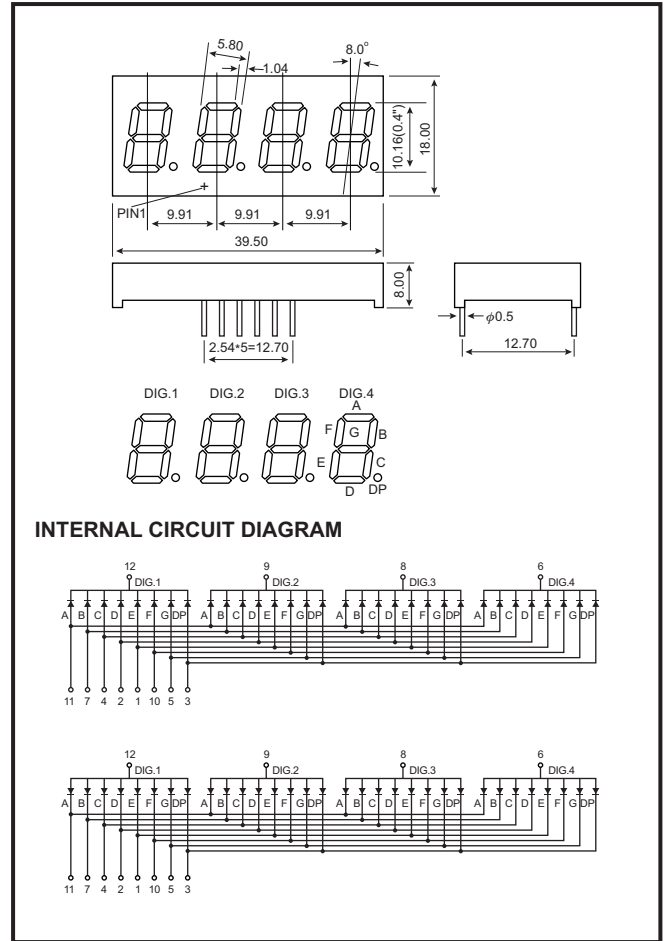 5.80
8.0°
1.04
10.16(0.4")
18.00
+
PIN1
9.91 9.91 9.91
39.50
8.00
2.54*5=12.70
ϕ0.5
12.70
DIG.1 DIG.2 DIG.3 DIG.4
A
F G B
E C
D DP
INTERNAL CIRCUIT DIAGRAM
12 9 8 6
DIG.1 DIG.2 DIG.3 DIG.4
A B C D E F G DP A B C D E F G DP A B C D E F G DP A B C D E F G DP
11 7 4 2 1 10 5 3
12 9 8 6
DIG.1 DIG.2 DIG.3 DIG.4
A B C D E F G DP A B C D E F G DP A B C D E F G DP A B C D E F G DP
11 7 4 2 1 10 5 3